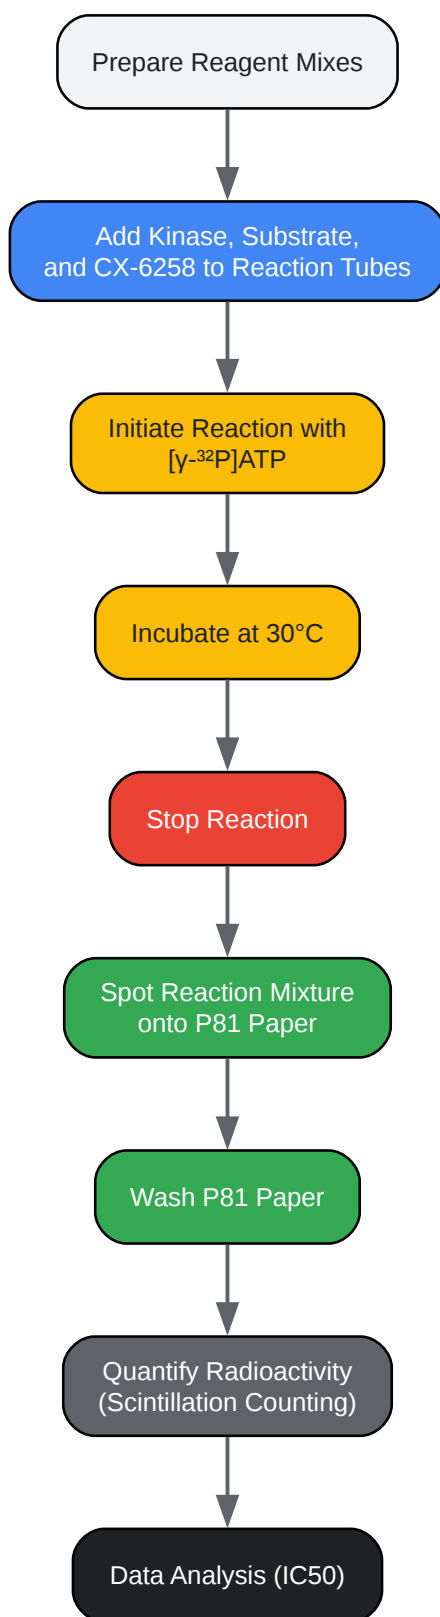 Prepare Reagent Mixes
Add Kinase, Substrate,
and CX-6258 to Reaction Tubes
Initiate Reaction with
[γ-³²P]ATP
Incubate at 30°C
Stop Reaction
Spot Reaction Mixture
onto P81 Paper
Wash P81 Paper
Quantify Radioactivity
(Scintillation Counting)
Data Analysis (IC50)